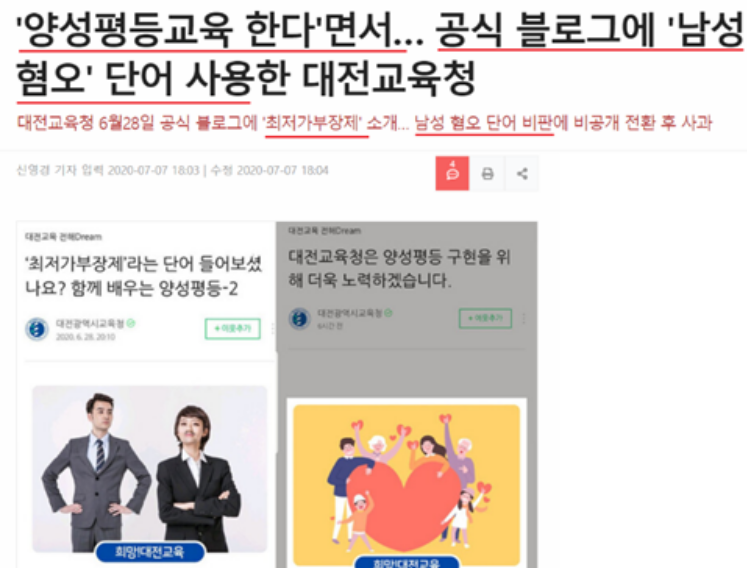 '양성평등교육 한다'면서... 공식 블로그에 '남성
혐오' 단어 사용한 대전교육청
대전교육청 6월28일 공식 블로그에 '최저가부장제' 소개... 남성 혐오 단어 비판에 비공개 전환 후 사과
신영경 기자 입력 2020-07-07 18:03 | 수정 2020-07-07 18:04
4
대전교육 전해Dream
'최저가부장제'라는 단어 들어보셨
나요? 함께 배우는 양성평등-2
대전광역시교육청
2020. 6. 28. 20:10
+이웃추가
희망!대전교육
대전교육 전해Dream
대전교육청은 양성평등 구현을 위
해 더욱 노력하겠습니다.
대전광역시교육청
6시간 전
+이웃추가
희망!대전교육